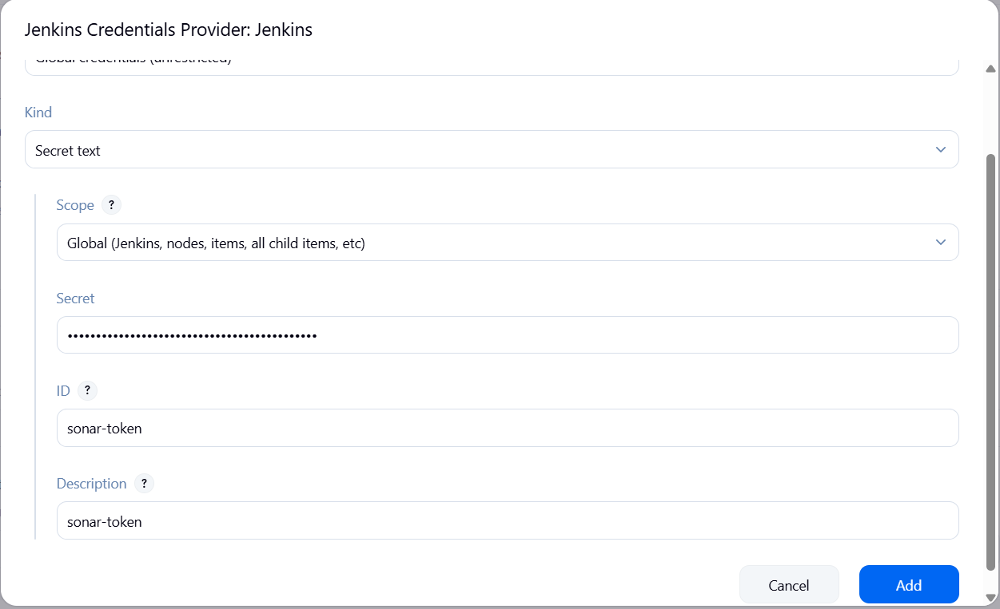 Jenkins Credentials Provider: Jenkins
Global credentials (unrestricted)
Kind
Secret text
Scope ?
Global (Jenkins, nodes, items, all child items, etc)
Secret
••••••••••••••••••••••••••••••••••••••••••••
ID ?
sonar-token
Description ?
sonar-token
Cancel Add